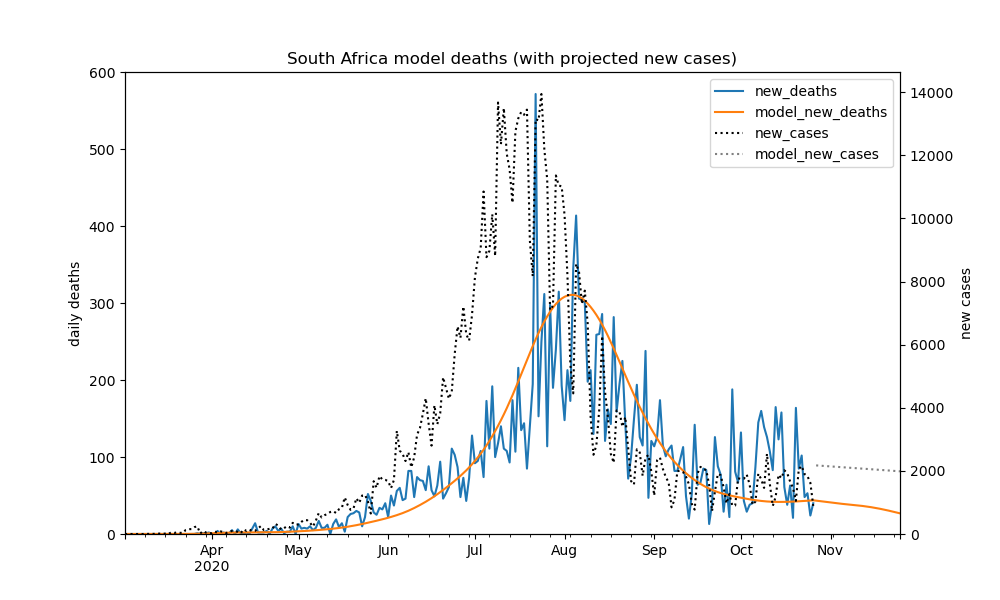 South Africa model deaths (with projected new cases)
600
500
400
300
200
100
0
daily deaths
14000
12000
10000
8000
6000
4000
2000
0
new cases
new_deaths
model_new_deaths
new_cases
model_new_cases
Apr May Jun Jul Aug Sep Oct Nov
2020